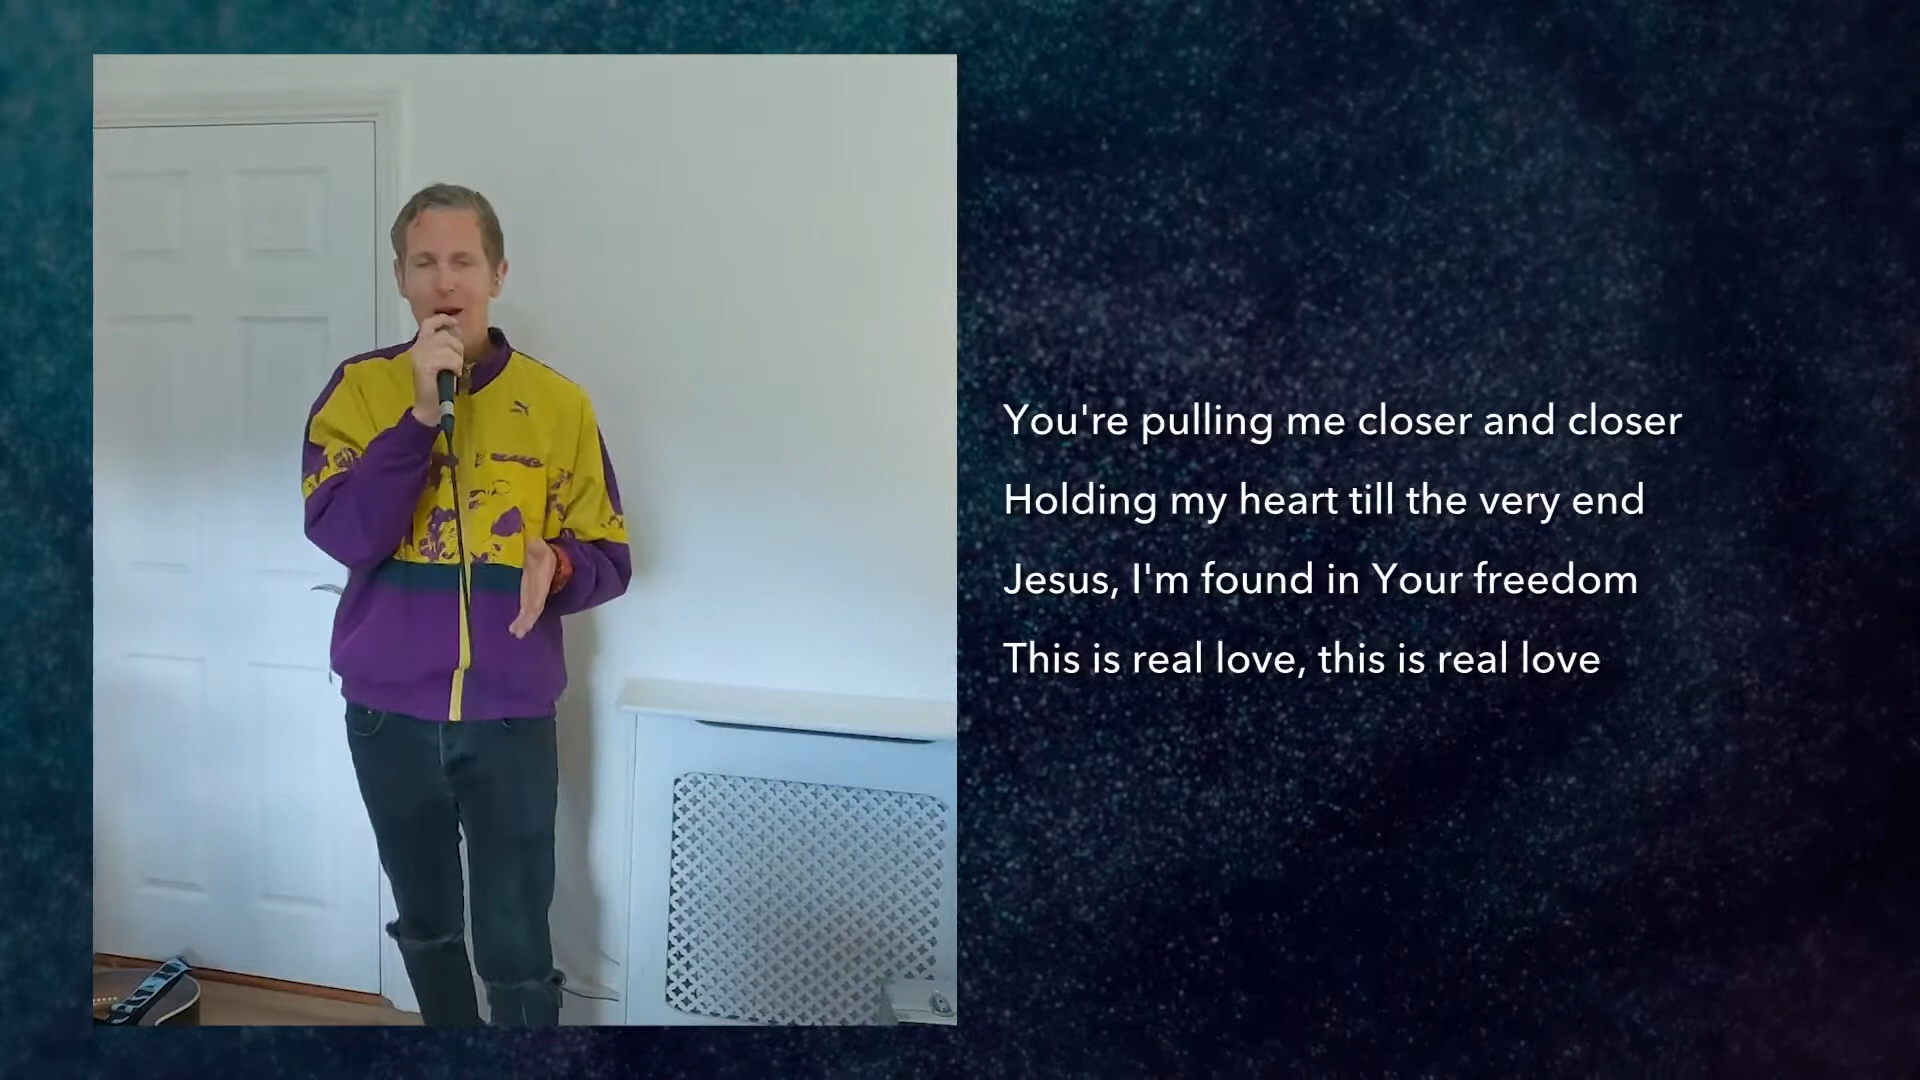 You're pulling me closer and closer
Holding my heart till the very end
Jesus, I'm found in Your freedom
This is real love, this is real love